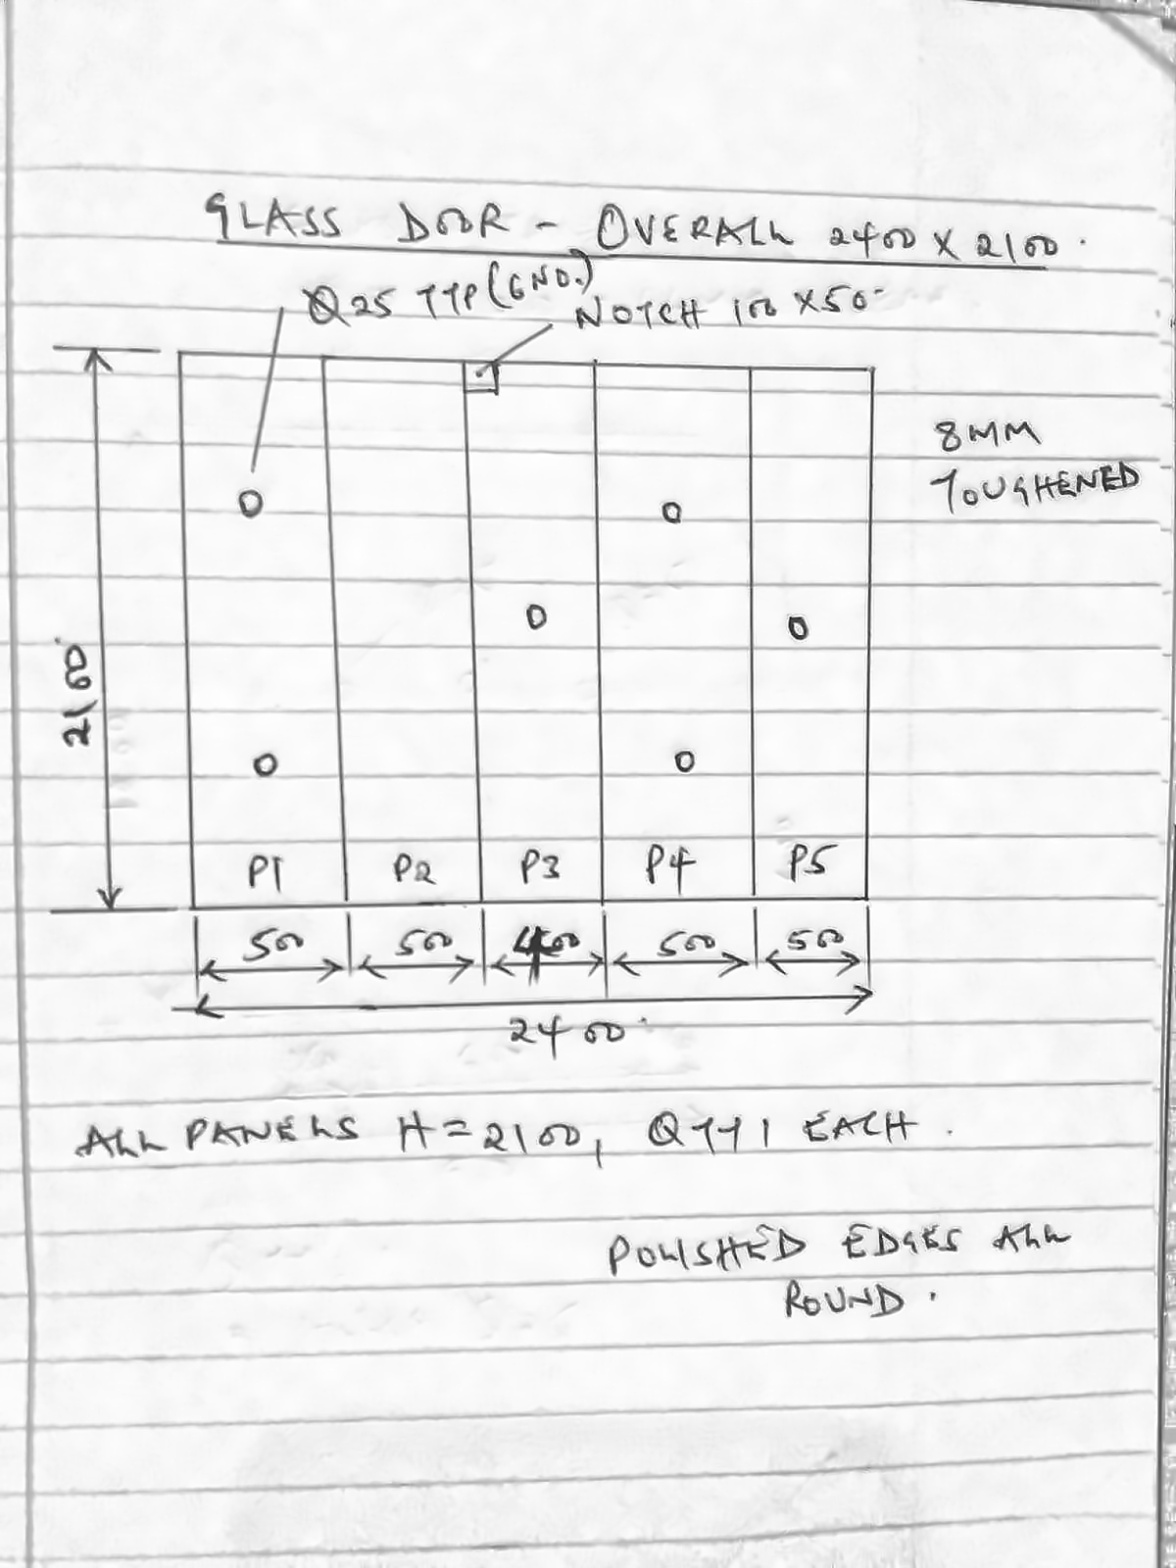 GLASS DOOR - OVERALL 2400 X 2100.
Ø25 TYP (GND.)
NOTCH 100 X 50
8MM
TOUGHENED
2100
P1 P2 P3 P4 P5
500 500 400 500 500
2400
ALL PANELS H=2100, QTY 1 EACH.
POLISHED EDGES ALL
ROUND.